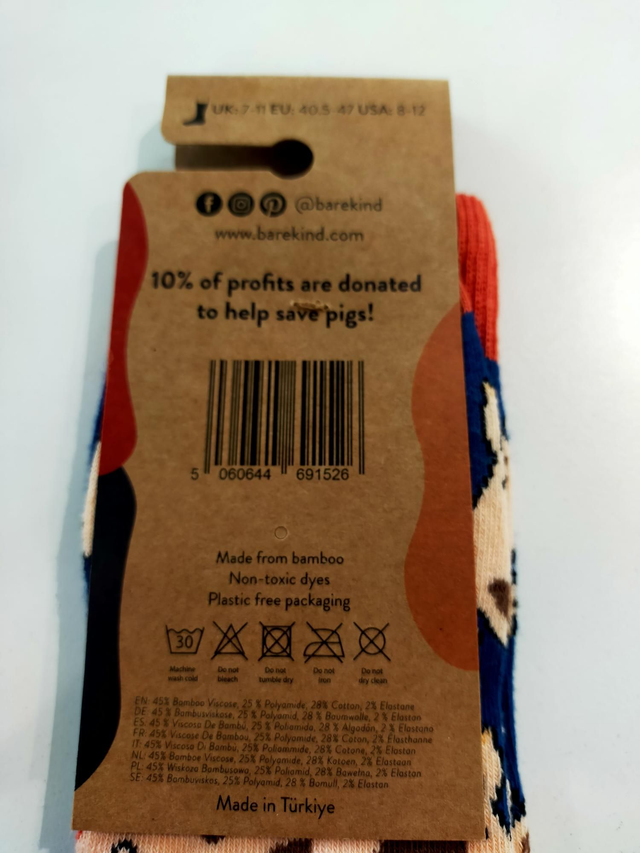 UK: 7-11 EU: 40.5-47 USA: 8-12
@barekind
www.barekind.com
10% of profits are donated
to help save pigs!
5 060644 691526
Made from bamboo
Non-toxic dyes
Plastic free packaging
30
Machine wash cold
Do not bleach
Do not tumble dry
Do not iron
Do not dry clean
EN: 45% Bamboo Viscose, 25 % Polyamide, 28% Cotton, 2% Elastane
DE: 45 % Bambusviskose, 25 % Polyamid, 28 % Baumwolle, 2 % Elastan
ES: 45 % Viscosa De Bambú, 25 % Poliamida, 28 % Algodón, 2 % Elastano
FR: 45% Viscose De Bambou, 25% Polyamide, 28% Coton, 2% Elasthanne
IT: 45% Viscosa Di Bambù, 25% Poliammide, 28% Cotone, 2% Elastan
NL: 45% Bamboe Viscose, 25% Polyamide, 28% Katoen, 2% Elastaan
PL: 45% Wiskoza Bambusowa, 25% Poliamid, 28% Bawełna, 2% Elastan
SE: 45% Bambuviskos, 25% Polyamid, 28 % Bomull, 2% Elastan
Made in Türkiye